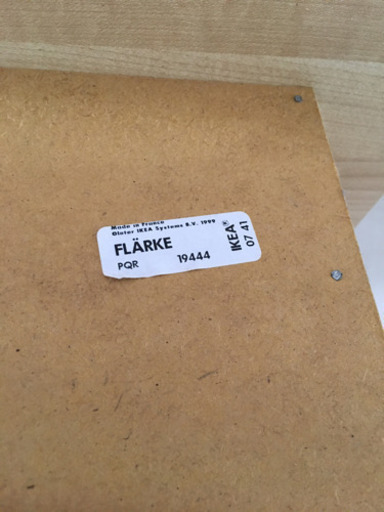 Made in France
©Inter IKEA Systems B.V. 1999
FLÄRKE
PQR 19444
IKEA®
07 41